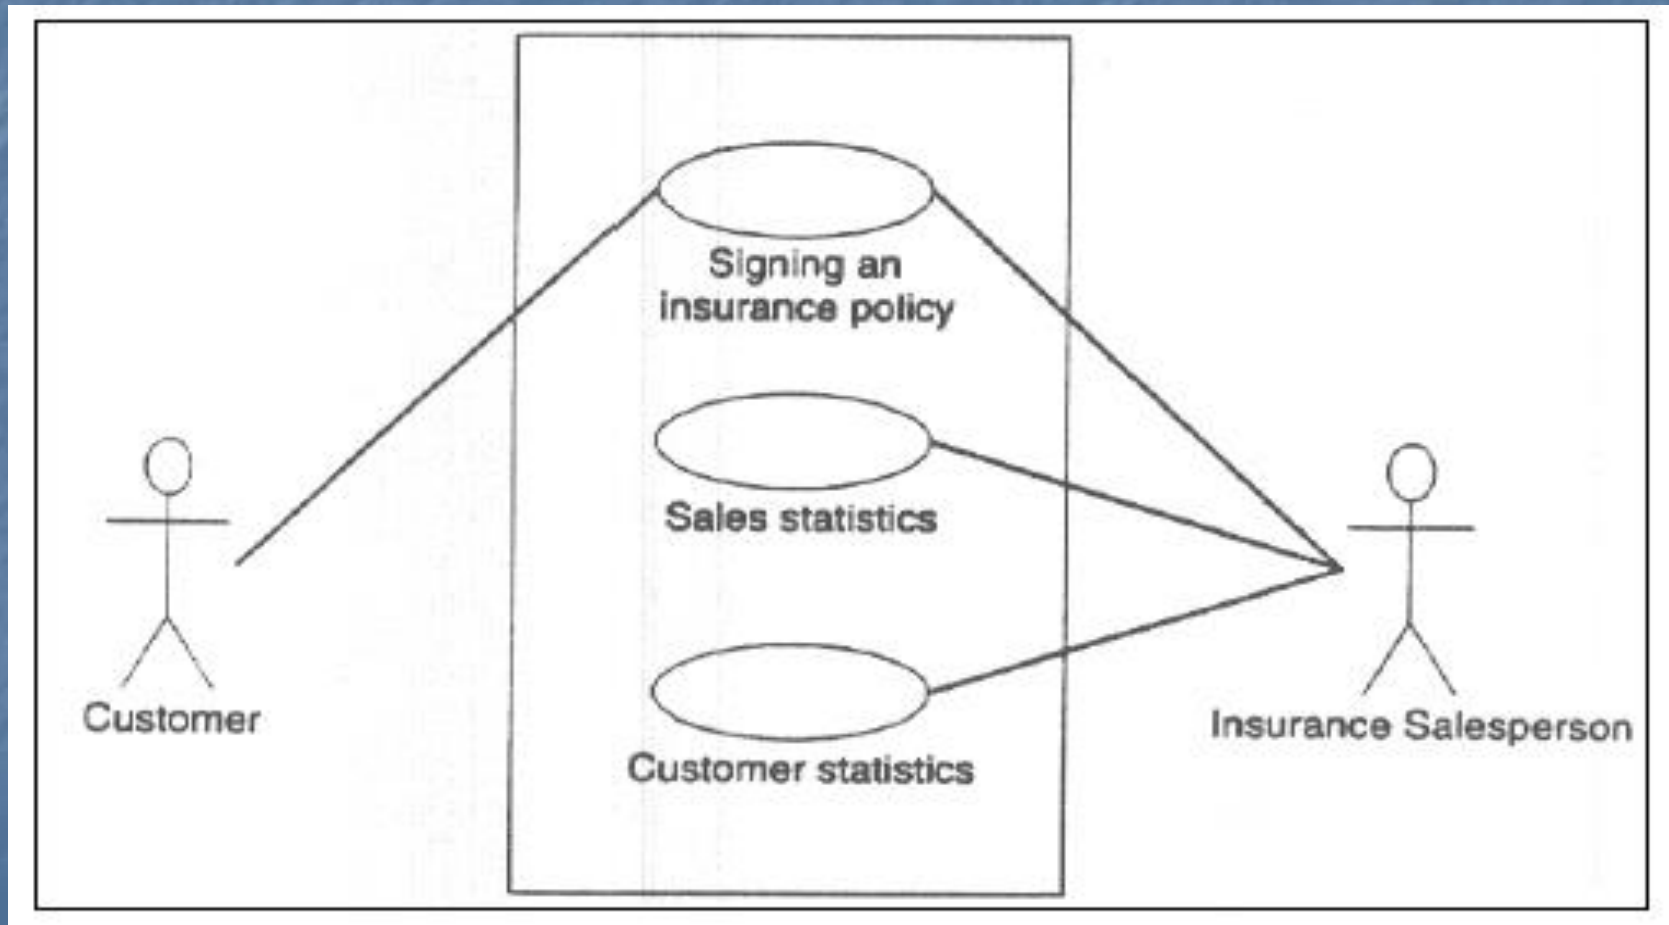 Signing an
insurance policy
Sales statistics
Customer
Insurance Salesperson
Customer statistics